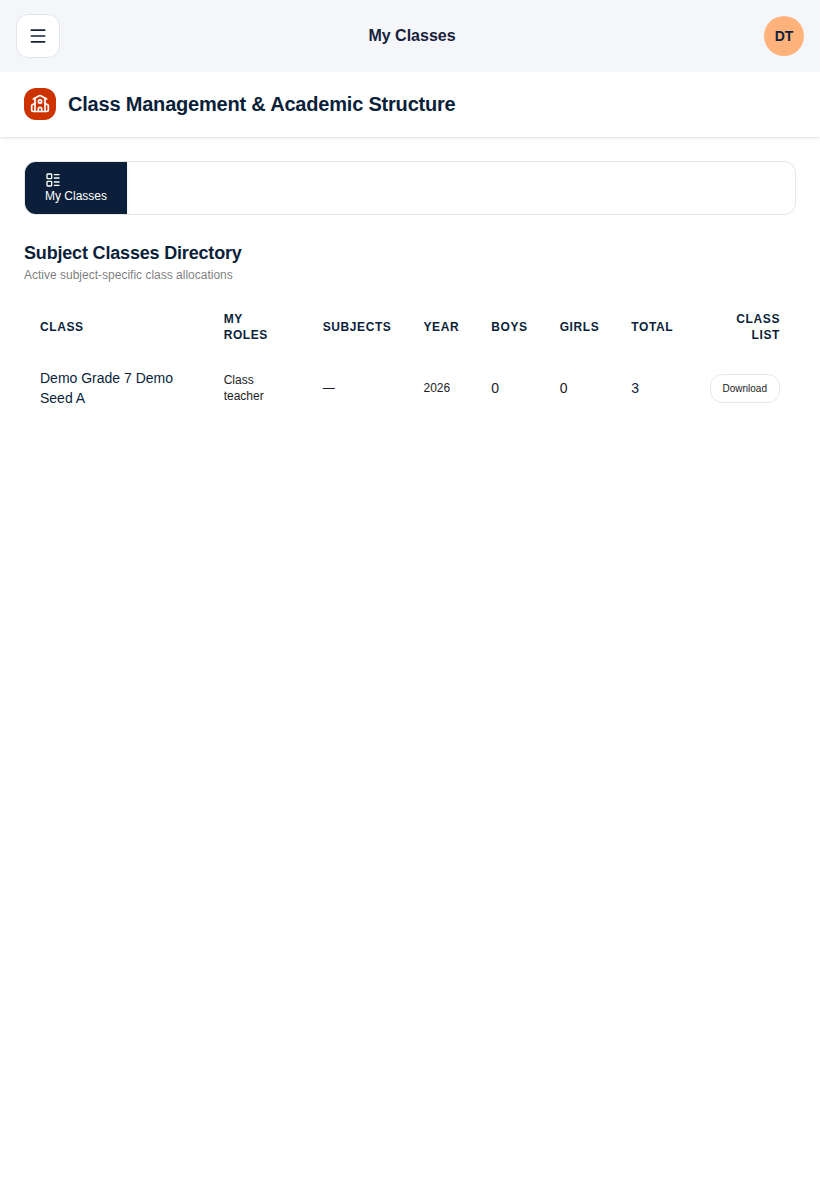 My Classes
DT
Class Management & Academic Structure
My Classes
Subject Classes Directory
Active subject-specific class allocations
CLASS
MY
ROLES
SUBJECTS
YEAR
BOYS
GIRLS
TOTAL
CLASS
LIST
Demo Grade 7 Demo
Seed A
Class
teacher
—
2026
0
0
3
Download